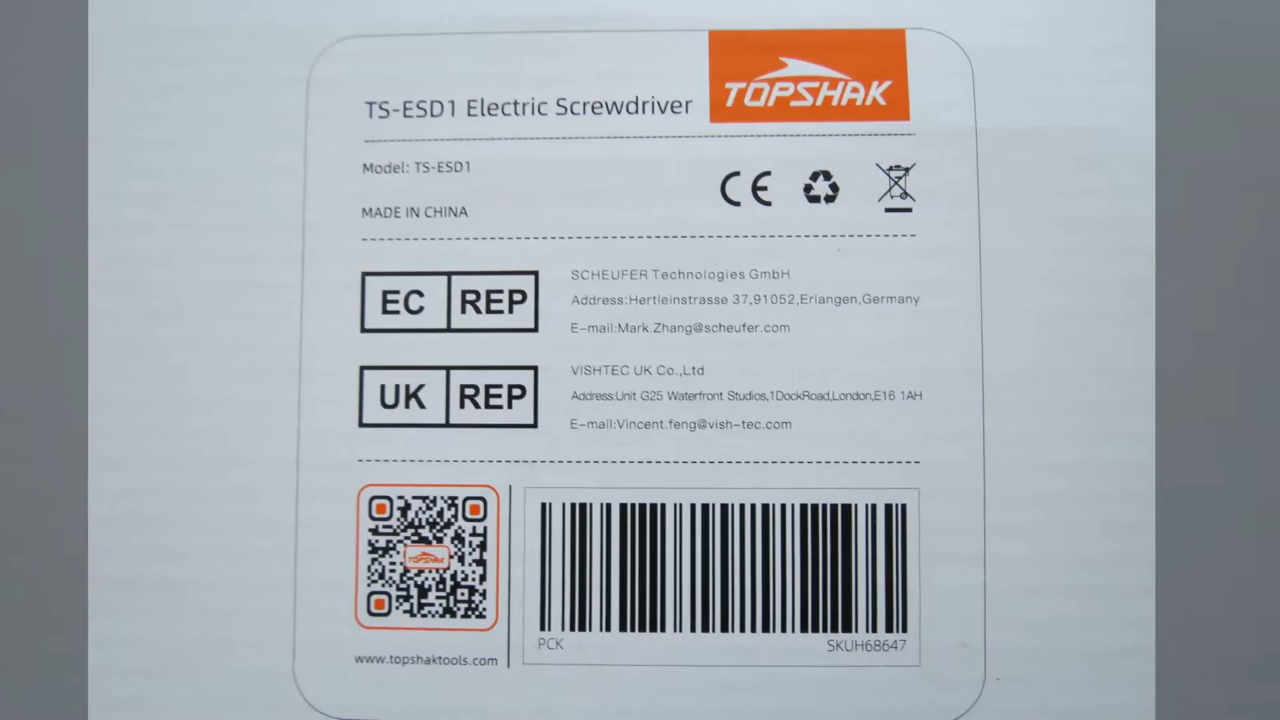 TOPSHAK
TS-ESD1 Electric Screwdriver
Model: TS-ESD1
MADE IN CHINA
CE
EC REP
SCHEUFER Technologies GmbH
Address:Hertleinstrasse 37,91052,Erlangen,Germany
E-mail:Mark.Zhang@scheufer.com
UK REP
VISHTEC UK Co.,Ltd
Address:Unit G25 Waterfront Studios,1DockRoad,London,E16 1AH
E-mail:Vincent.feng@vish-tec.com
TOPSHAK
www.topshaktools.com
PCK
SKUH68647